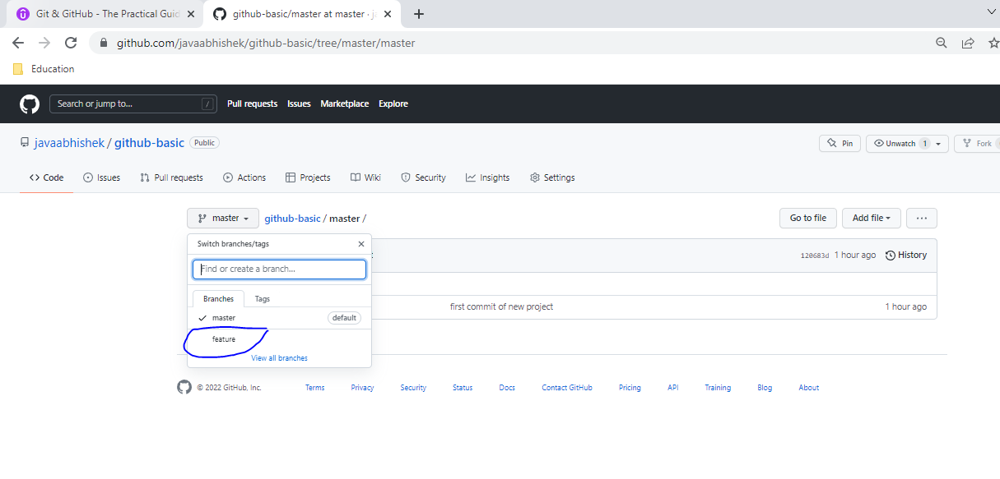 Git & GitHub - The Practical Guid
github-basic/master at master · ja
github.com/javaabhishek/github-basic/tree/master/master
Education
Search or jump to... /
Pull requests Issues Marketplace Explore
javaabhishek / github-basic Public
Pin Unwatch 1 Fork
Code Issues Pull requests Actions Projects Wiki Security Insights Settings
master github-basic / master /
Go to file Add file ...
Switch branches/tags
Find or create a branch...
120683d 1 hour ago History
Branches Tags
master default
first commit of new project 1 hour ago
feature
View all branches
© 2022 GitHub, Inc. Terms Privacy Security Status Docs Contact GitHub Pricing API Training Blog About